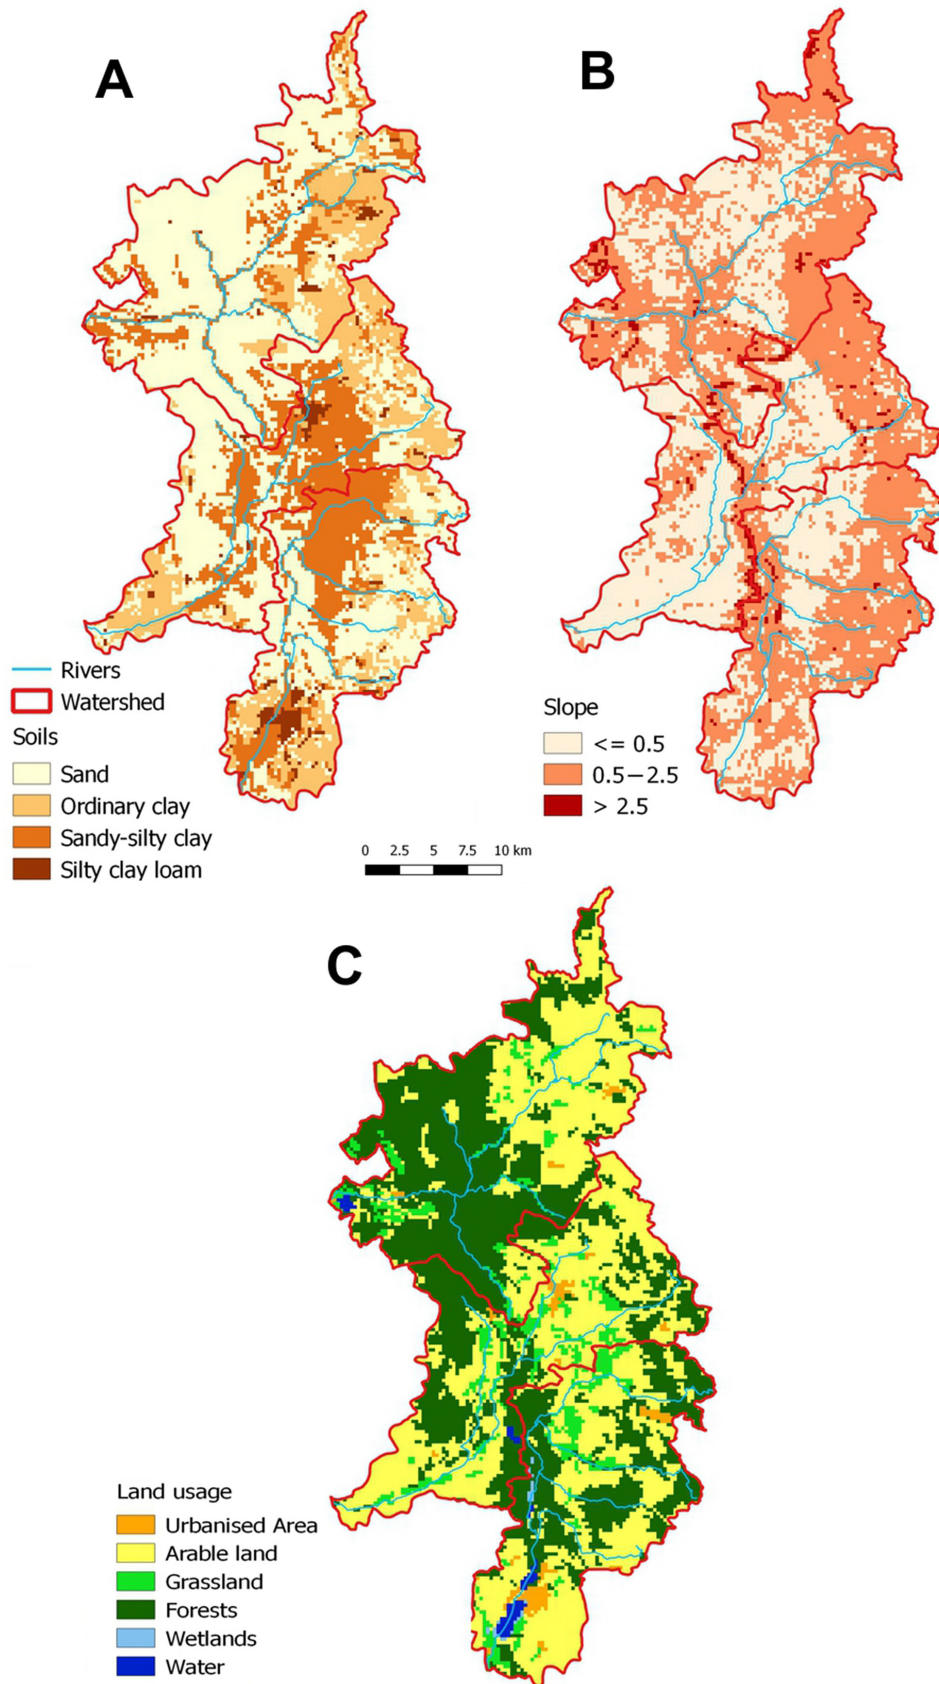 A
B
Rivers
Watershed
Soils
Sand
Ordinary clay
Sandy-silty clay
Silty clay loam
Slope
<= 0.5
0.5—2.5
> 2.5
0 2.5 5 7.5 10 km
C
Land usage
Urbanised Area
Arable land
Grassland
Forests
Wetlands
Water